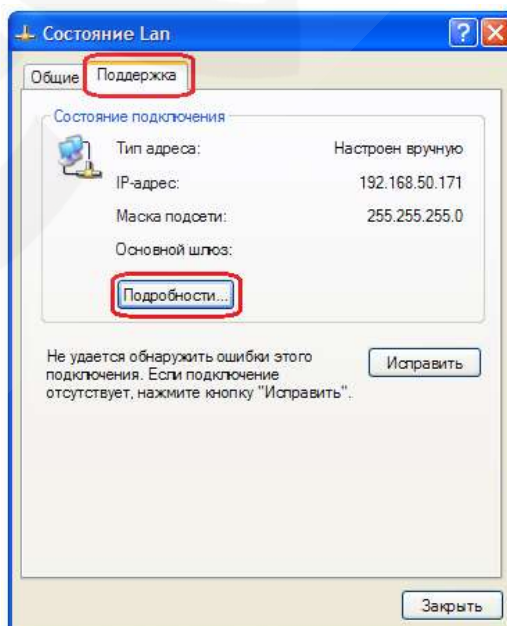 Состояние Lan
Общие Поддержка
Состояние подключения
Тип адреса: Настроен вручную
IP-адрес: 192.168.50.171
Маска подсети: 255.255.255.0
Основной шлюз:
Подробности...
Не удается обнаружить ошибки этого
подключения. Если подключение
отсутствует, нажмите кнопку "Исправить".
Исправить
Закрыть